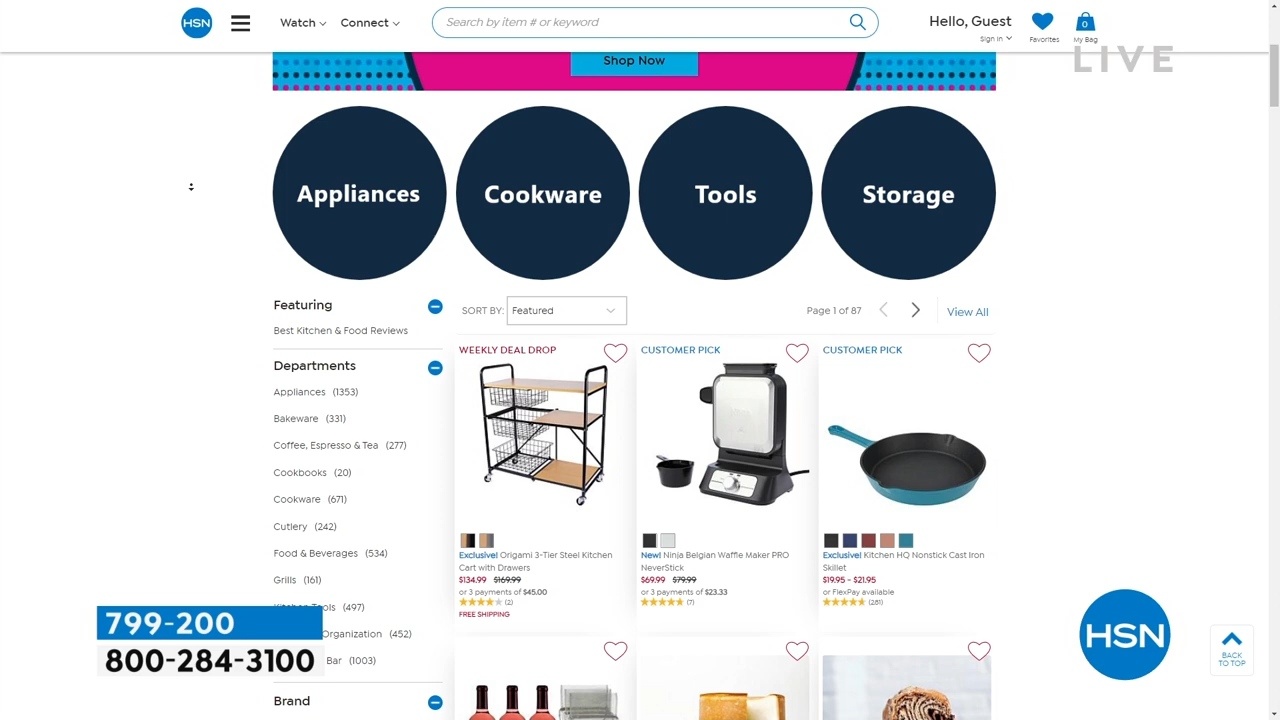 HSN
Watch
Connect
Search by item # or keyword
Hello, Guest
Sign In
Favorites
0
My Bag
LIVE
Shop Now
Appliances
Cookware
Tools
Storage
Featuring
Best Kitchen & Food Reviews
Departments
Appliances (1353)
Bakeware (331)
Coffee, Espresso & Tea (277)
Cookbooks (20)
Cookware (671)
Cutlery (242)
Food & Beverages (534)
Grills (161)
Kitchen Tools (497)
Organization (452)
Bar (1003)
Brand
SORT BY: Featured
Page 1 of 87
View All
WEEKLY DEAL DROP
Exclusive! Origami 3-Tier Steel Kitchen
Cart with Drawers
$134.99 $169.99
or 3 payments of $45.00
(2)
FREE SHIPPING
CUSTOMER PICK
New! Ninja Belgian Waffle Maker PRO
NeverStick
$69.99 $79.99
or 3 payments of $23.33
(7)
CUSTOMER PICK
Exclusive! Kitchen HQ Nonstick Cast Iron
Skillet
$19.95 - $21.95
or FlexPay available
(281)
799-200
800-284-3100
HSN
BACK
TO TOP